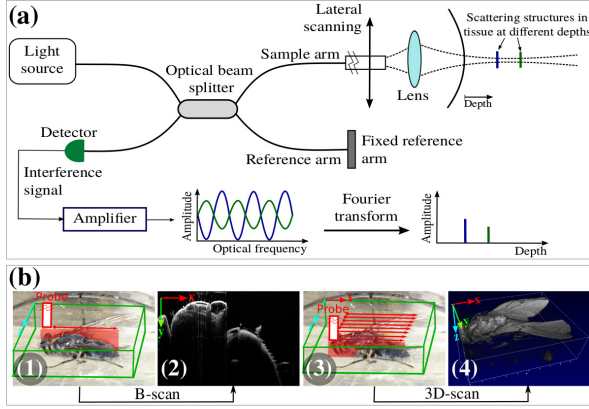 (a)
Light
source
Optical beam
splitter
Sample arm
Lateral
scanning
Lens
Scattering structures in
tissue at different depths
Depth
Detector
Interference
signal
Reference arm
Fixed reference
arm
Amplifier
Amplitude
Optical frequency
Fourier
transform
Amplitude
Depth
(b)
Probe
(1)
x
y
(2)
B-scan
Probe
(3)
x
y
z
(4)
3D-scan